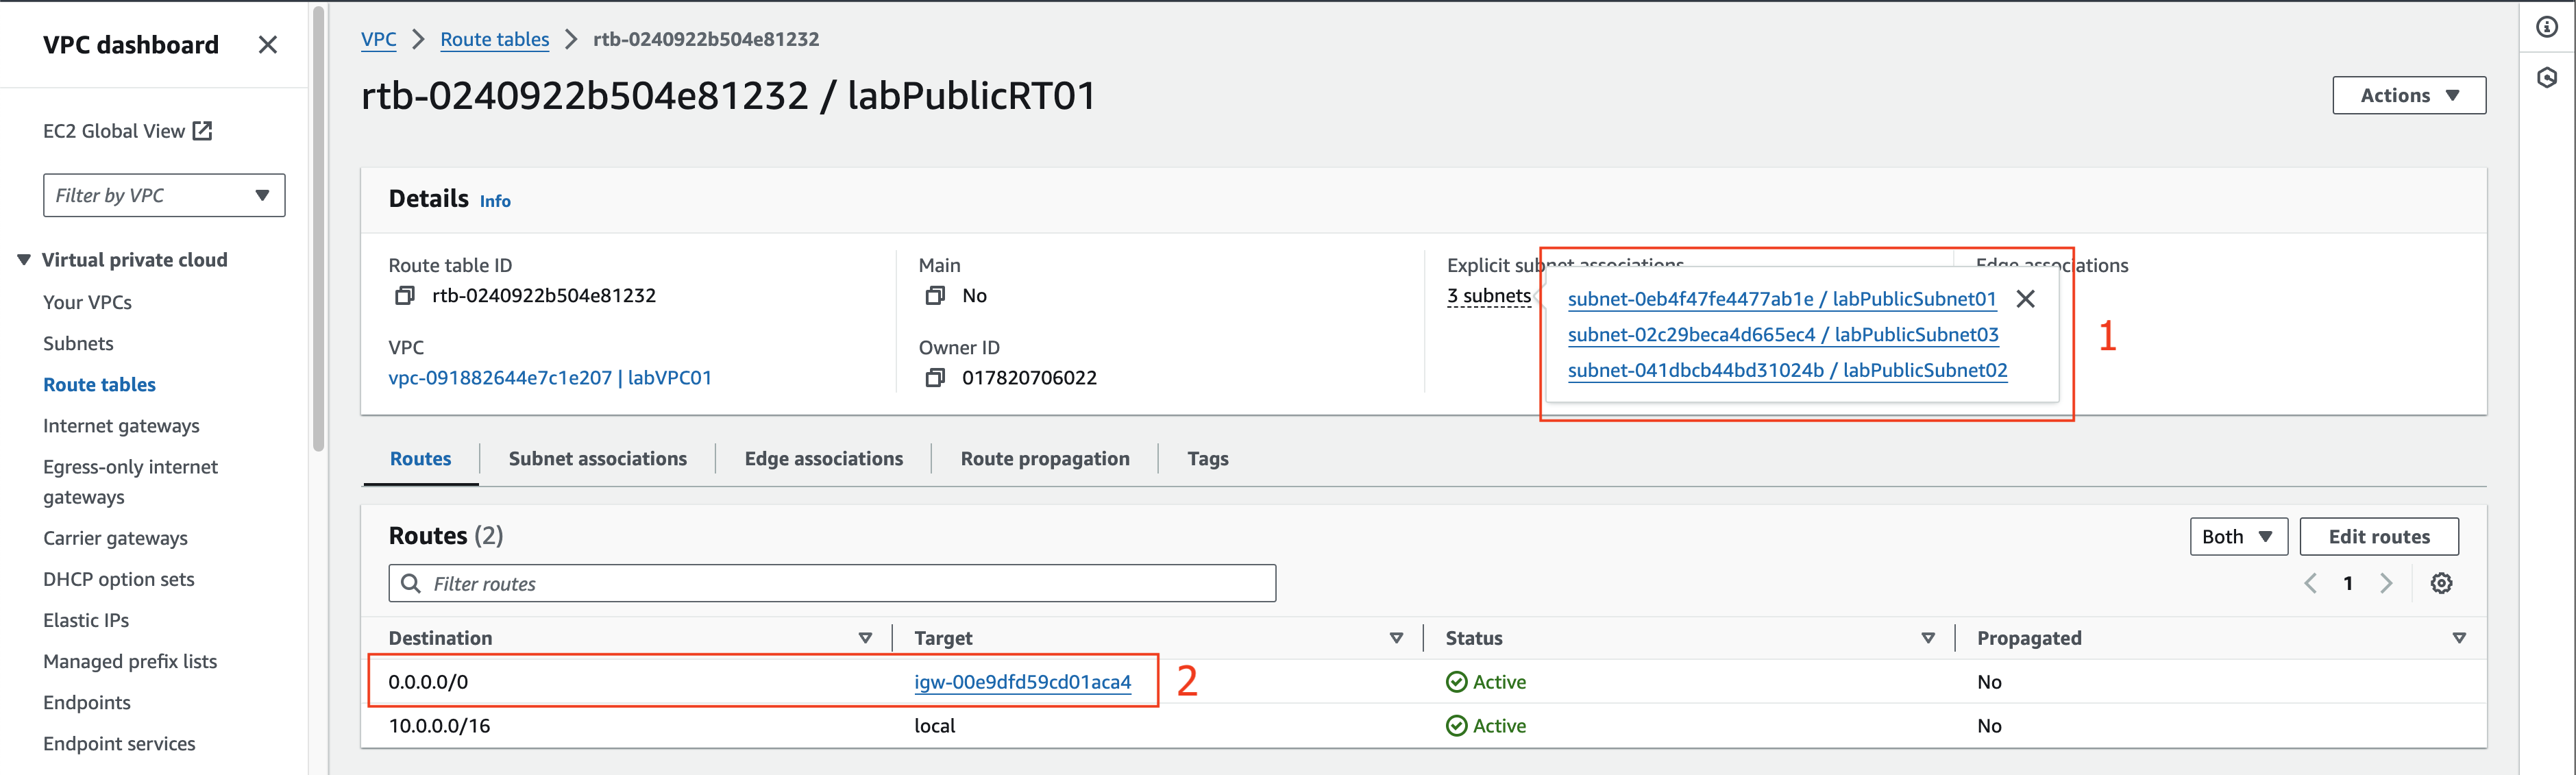 VPC dashboard
EC2 Global View
Filter by VPC
Virtual private cloud
Your VPCs
Subnets
Route tables
Internet gateways
Egress-only internet
gateways
Carrier gateways
DHCP option sets
Elastic IPs
Managed prefix lists
Endpoints
Endpoint services
VPC > Route tables > rtb-0240922b504e81232
rtb-0240922b504e81232 / labPublicRT01
Actions
Details Info
Route table ID
rtb-0240922b504e81232
VPC
vpc-091882644e7c1e207 | labVPC01
Main
No
Owner ID
017820706022
Explicit subnet associations
3 subnets
Edge associations
subnet-0eb4f47fe4477ab1e / labPublicSubnet01
subnet-02c29beca4d665ec4 / labPublicSubnet03
subnet-041dbcb44bd31024b / labPublicSubnet02
1
Routes Subnet associations Edge associations Route propagation Tags
Routes (2)
Both Edit routes
Filter routes
1
Destination Target Status Propagated
0.0.0.0/0 igw-00e9dfd59cd01aca4 2 Active No
10.0.0.0/16 local Active No